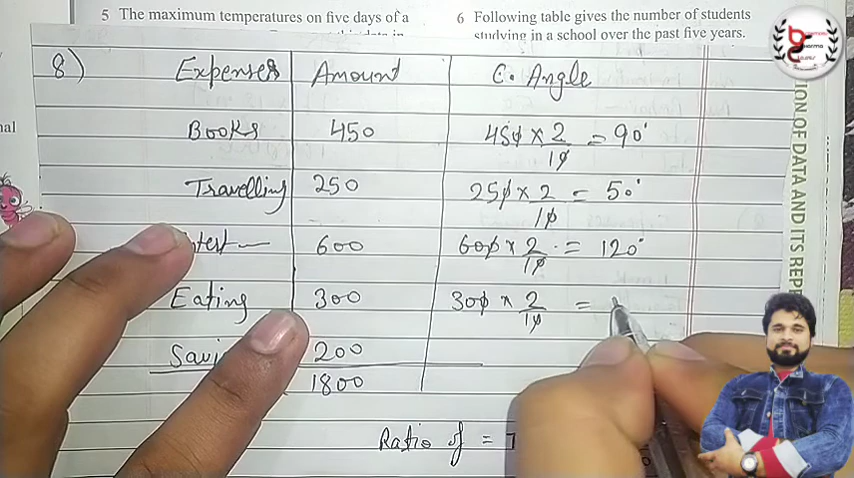 5 The maximum temperatures on five days of a
6 Following table gives the number of students
studying in a school over the past five years.
8) Expenses Amount C. Angle
Books 450 450 × 2/10 = 90°
Travelling 250 250 × 2/10 = 50°
600 600 × 2/10 = 120°
Eating 300 300 × 2/10 =
200
1800
Ratio of =
ION OF DATA AND ITS REPR